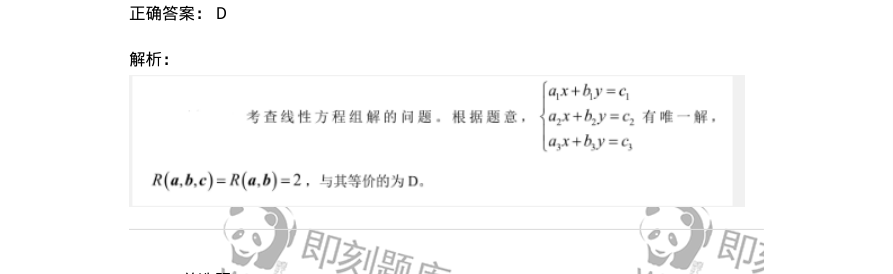 正确答案： D
解析：
考查线性方程组解的问题。根据题意，{a₁x+b₁y=c₁
a₂x+b₂y=c₂ 有唯一解，
a₃x+b₃y=c₃
R(a,b,c)=R(a,b)=2，与其等价的为 D。
即刻题库 即刻